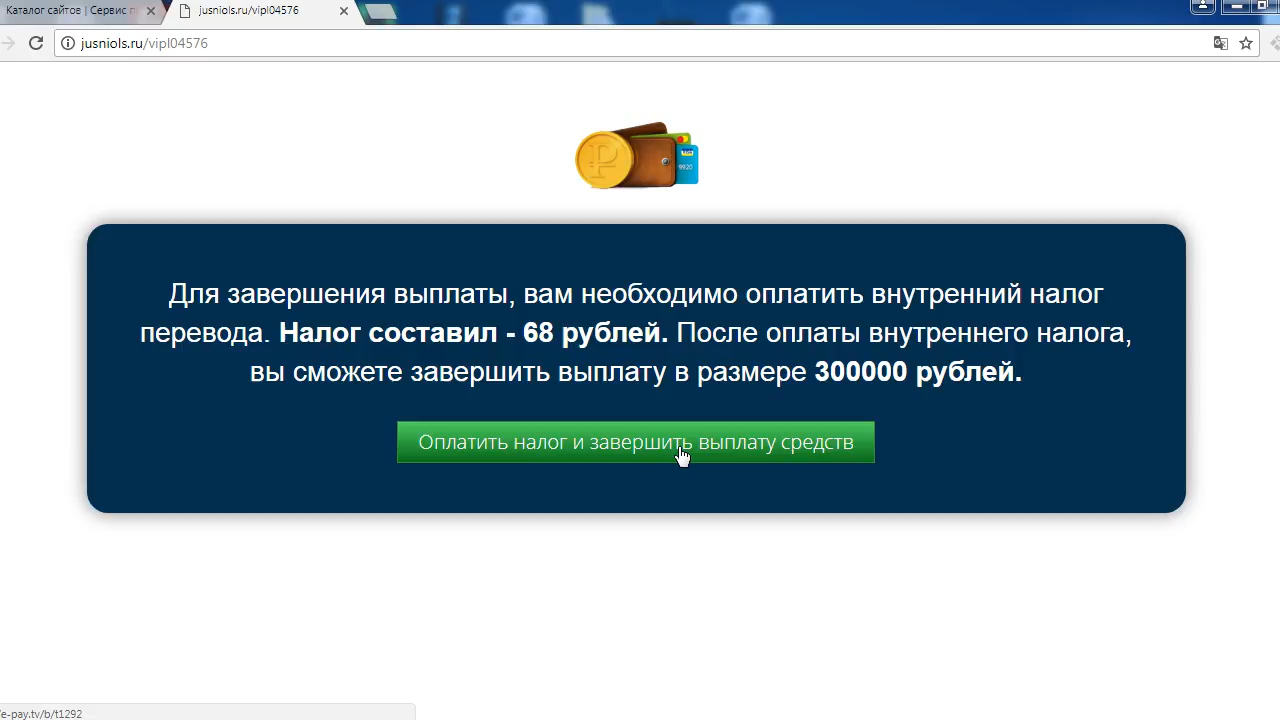 Каталог сайтов | Сервис п
jusniols.ru/vipl04576
jusniols.ru/vipl04576
9920
Для завершения выплаты, вам необходимо оплатить внутренний налог
перевода. Налог составил - 68 рублей. После оплаты внутреннего налога,
вы сможете завершить выплату в размере 300000 рублей.
Оплатить налог и завершить выплату средств
/e-pay.tv/b/t1292